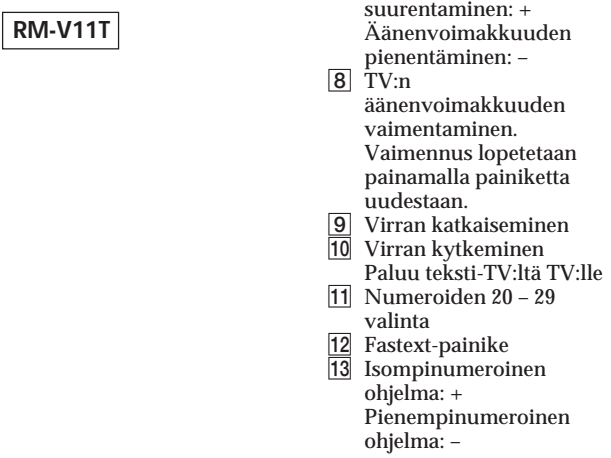 RM-V11T
suurentaminen: +
Äänenvoimakkuuden
pienentäminen: –
8 TV:n
äänenvoimakkuuden
vaimentaminen.
Vaimennus lopetetaan
painamalla painiketta
uudestaan.
9 Virran katkaiseminen
10 Virran kytkeminen
Paluu teksti-TV:ltä TV:lle
11 Numeroiden 20 – 29
valinta
12 Fastext-painike
13 Isompinumeroinen
ohjelma: +
Pienempinumeroinen
ohjelma: –